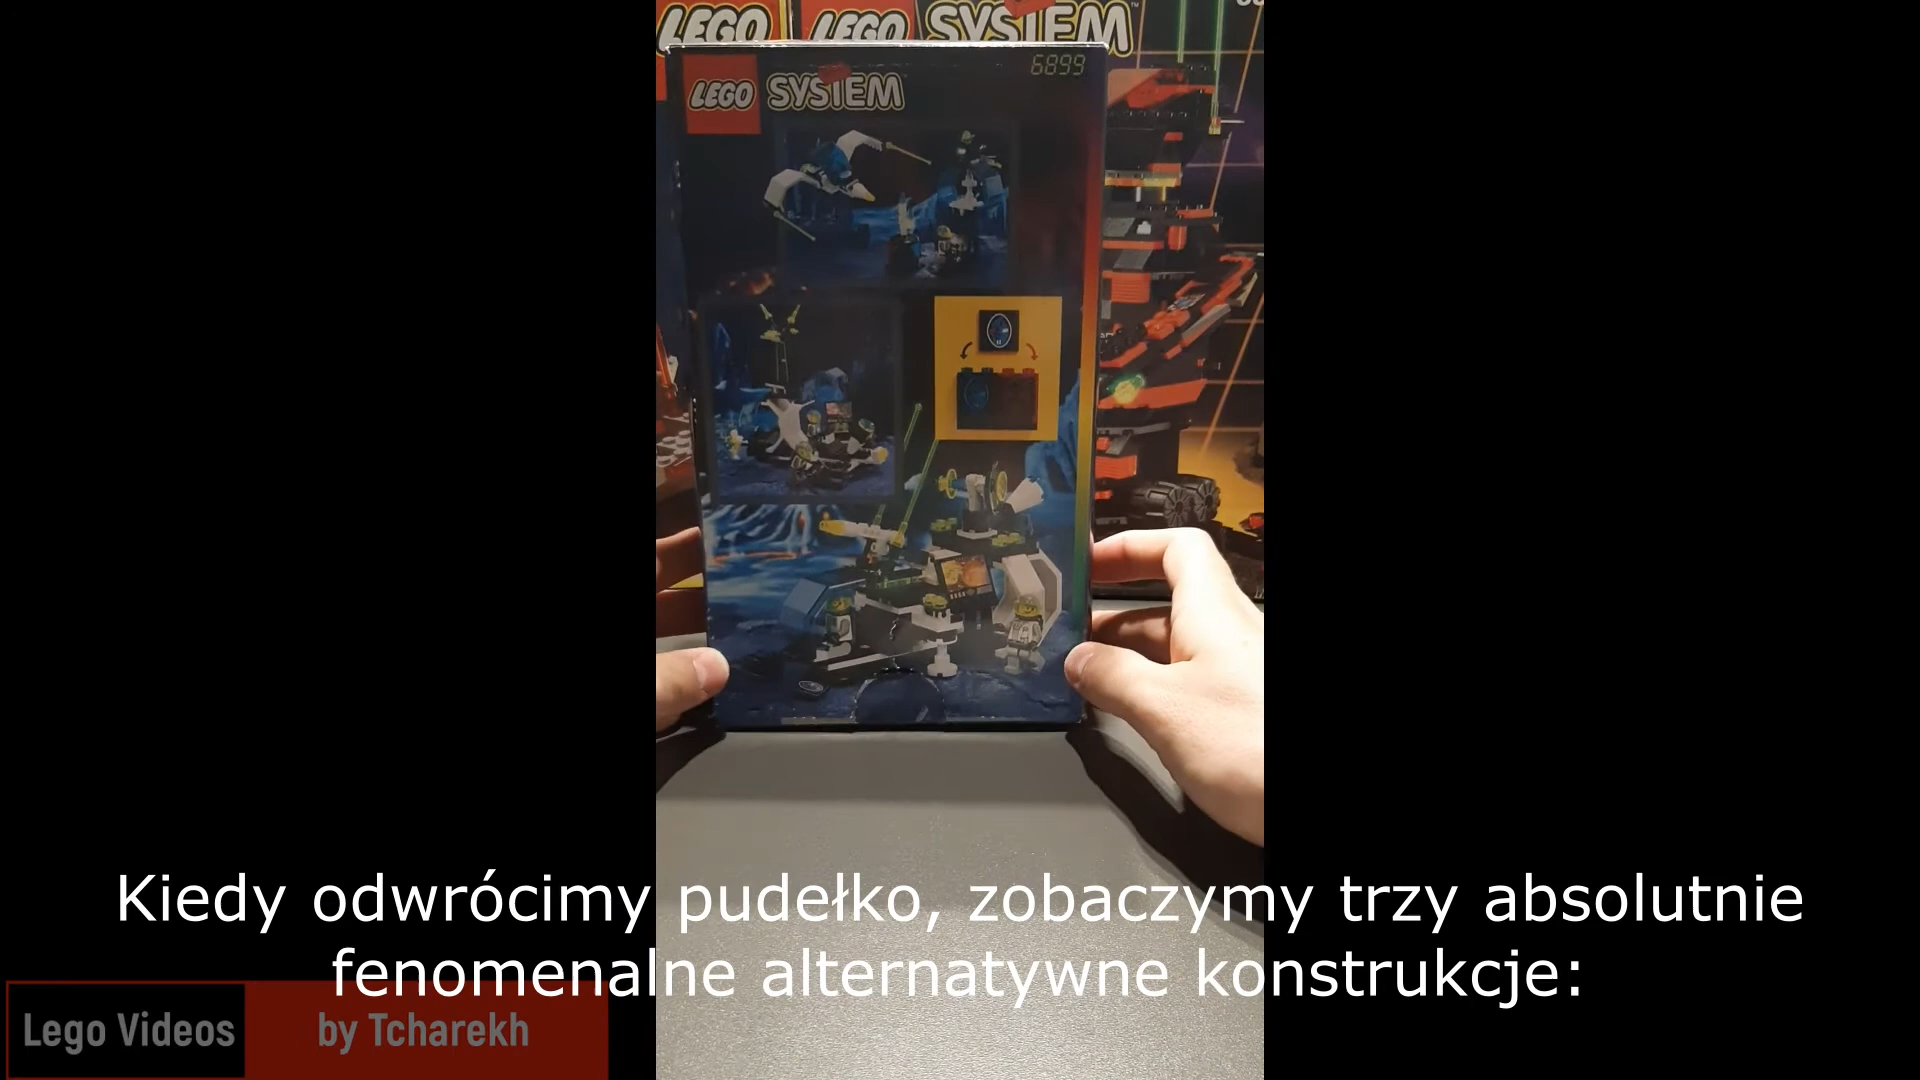 LEGO
LEGO SYSTEM
LEGO SYSTEM
6899
Kiedy odwrócimy pudełko, zobaczymy trzy absolutnie
fenomenalne alternatywne konstrukcje:
Lego Videos by Tcharekh